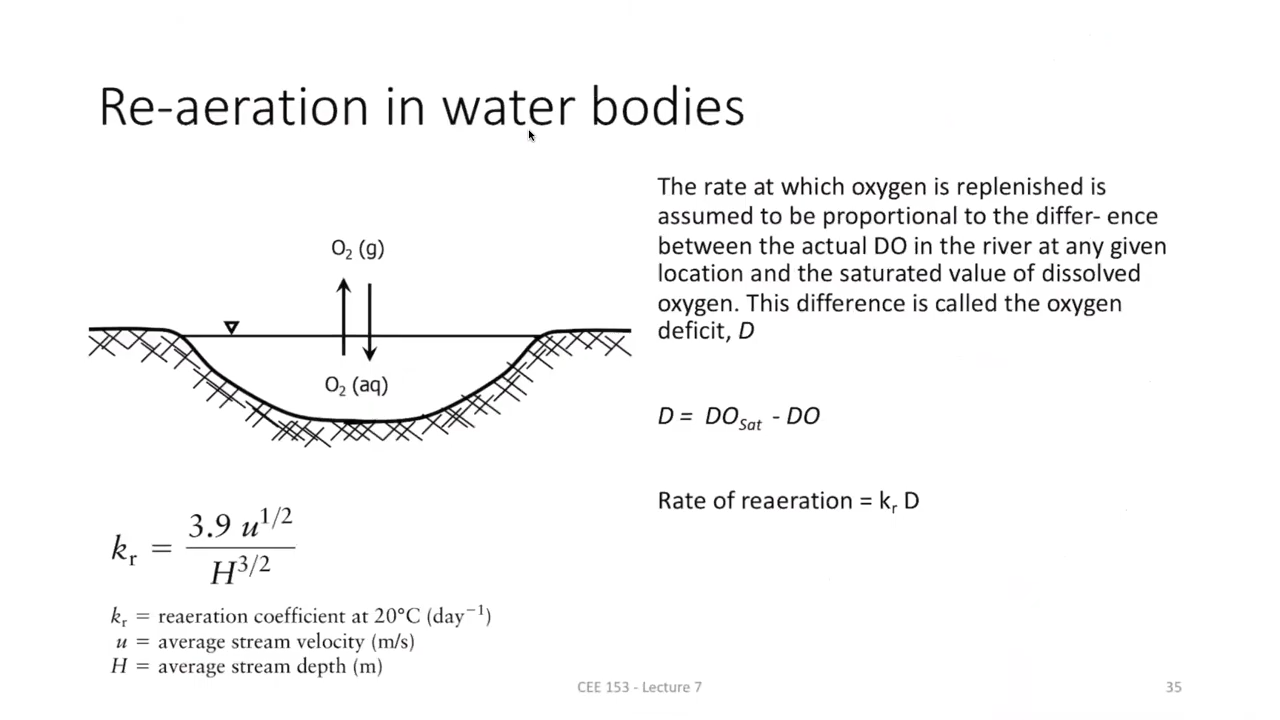 Re-aeration in water bodies
The rate at which oxygen is replenished is
assumed to be proportional to the differ- ence
between the actual DO in the river at any given
location and the saturated value of dissolved
oxygen. This difference is called the oxygen
deficit, D
O₂ (g)
O₂ (aq)
D = DO_Sat - DO
Rate of reaeration = kᵣ D
kᵣ = 3.9 u^1/2 / H^3/2
kᵣ = reaeration coefficient at 20°C (day⁻¹)
u = average stream velocity (m/s)
H = average stream depth (m)
CEE 153 - Lecture 7
35